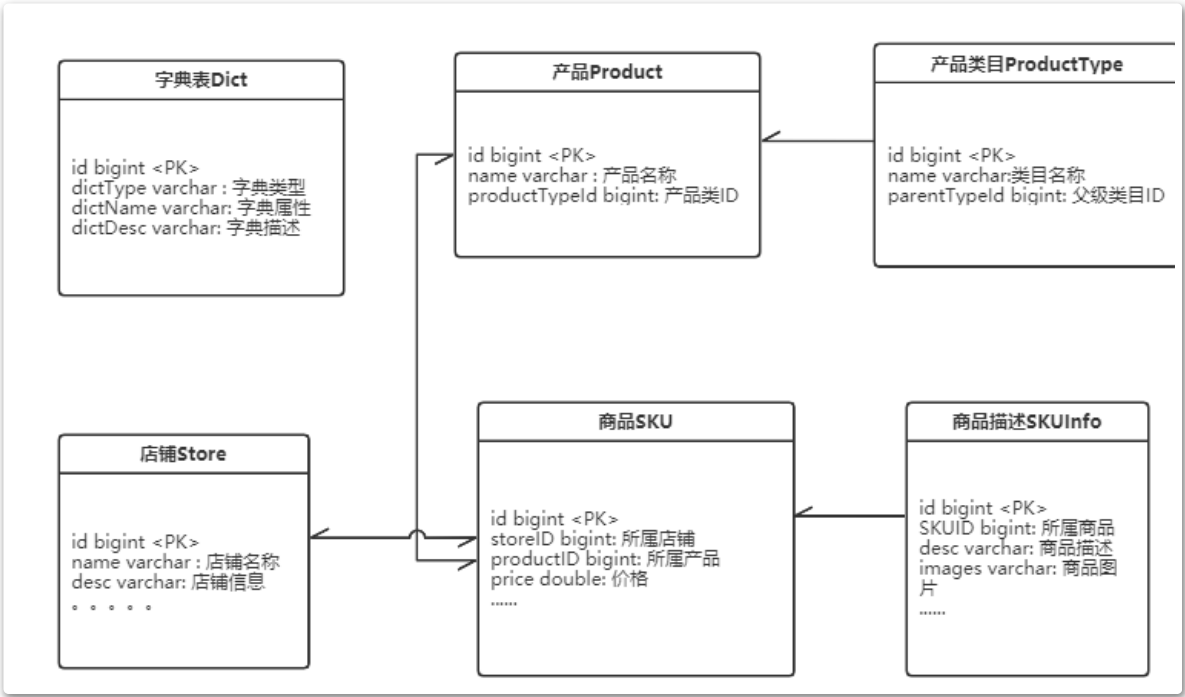 字典表Dict
id bigint <PK>
dictType varchar : 字典类型
dictName varchar: 字典属性
dictDesc varchar: 字典描述
产品Product
id bigint <PK>
name varchar : 产品名称
productTypeId bigint: 产品类ID
产品类目ProductType
id bigint <PK>
name varchar:类目名称
parentTypeId bigint: 父级类目ID
店铺Store
id bigint <PK>
name varchar : 店铺名称
desc varchar: 店铺信息
。。。。。
商品SKU
id bigint <PK>
storeID bigint: 所属店铺
productID bigint: 所属产品
price double: 价格
......
商品描述SKUInfo
id bigint <PK>
SKUID bigint: 所属商品
desc varchar: 商品描述
images varchar: 商品图
片
......